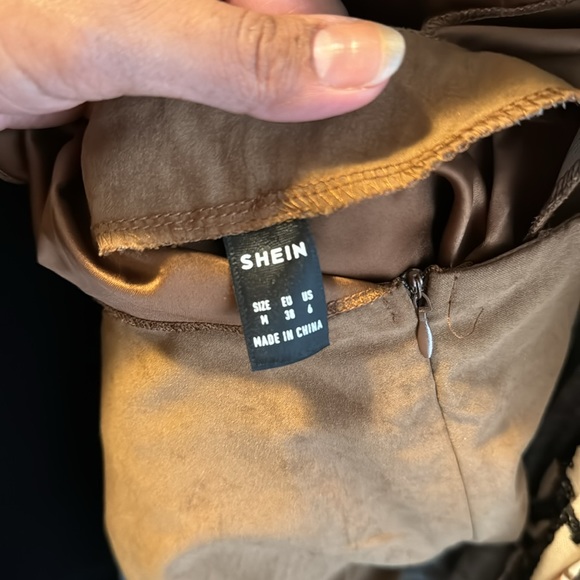 SHEIN
SIZE EU US
M 38 6
MADE IN CHINA